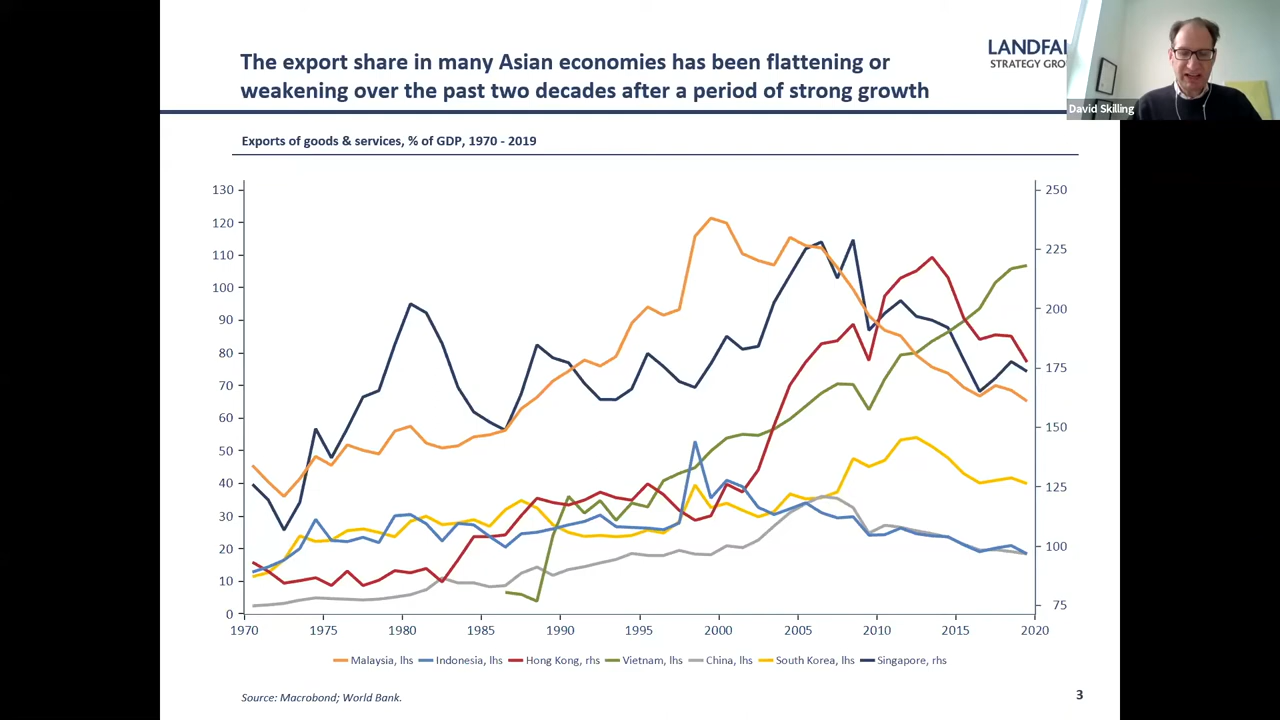 The export share in many Asian economies has been flattening or
weakening over the past two decades after a period of strong growth
LANDFA
STRATEGY GRO
David Skilling
Exports of goods & services, % of GDP, 1970 - 2019
130
120
110
100
90
80
70
60
50
40
30
20
10
0
250
225
200
175
150
125
100
75
1970 1975 1980 1985 1990 1995 2000 2005 2010 2015 2020
Malaysia, lhs Indonesia, lhs Hong Kong, rhs Vietnam, lhs China, lhs South Korea, lhs Singapore, rhs
Source: Macrobond; World Bank.
3